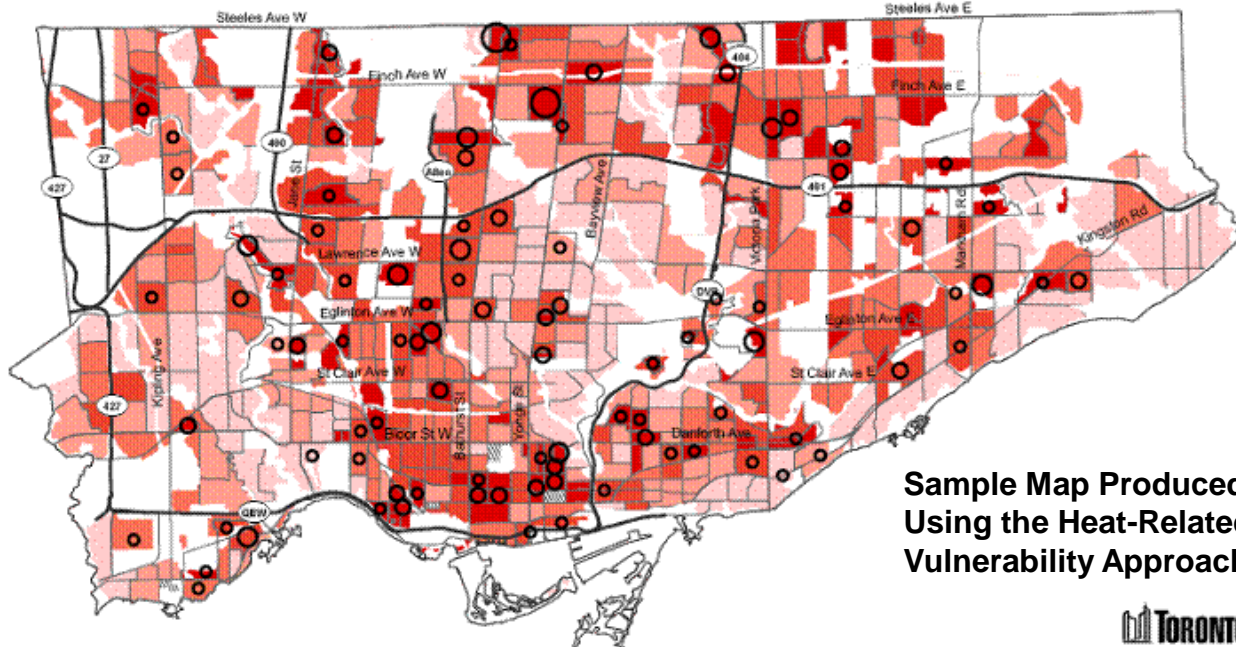 Steeles Ave W
Steeles Ave E
404
Finch Ave W
Finch Ave E
27
400
427
Allen
401
Jane St
Bayview Ave
Victoria Park
Markham Rd
Kingston Rd
Lawrence Ave W
DVP
Eglinton Ave W
Eglinton Ave E
Kipling Ave
St Clair Ave W
St Clair Ave E
427
Bathurst St
Yonge St
Bloor St W
Danforth Ave
QEW
Sample Map Produced
Using the Heat-Related
Vulnerability Approach
TORONT